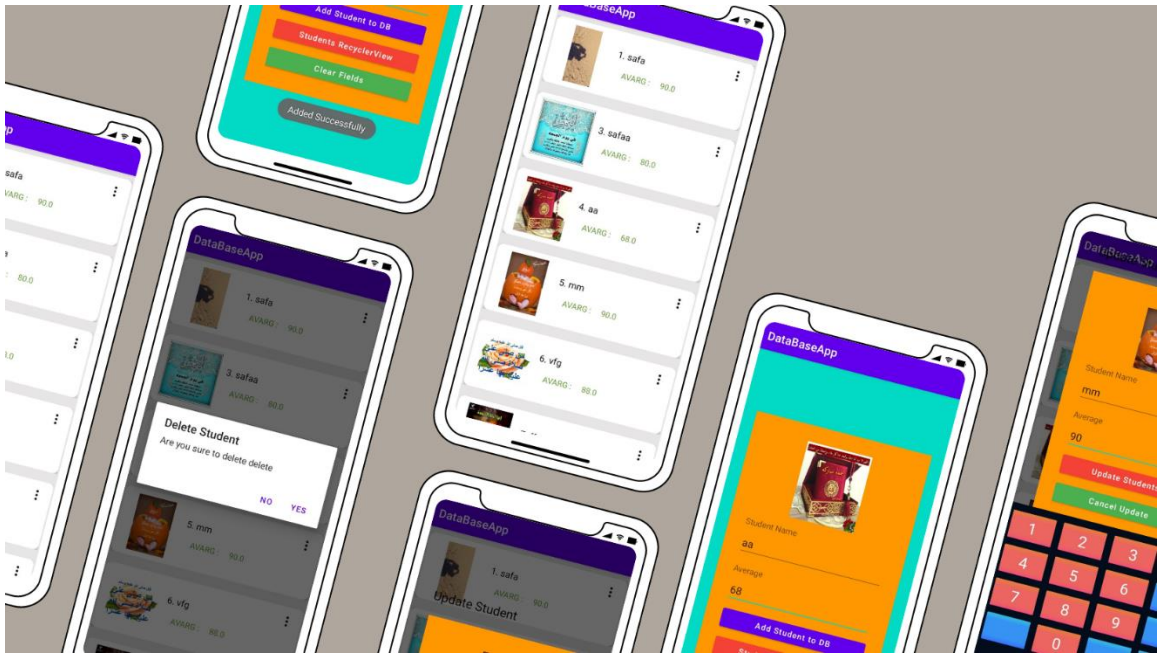 pp
safa
VARG : 90.0
80.0
Add Student to DB
Students RecyclerView
Clear Fields
Added Successfully
DataBaseApp
1. safa
AVARG : 90.0
3. safaa
AVARG : 80.0
Delete Student
Are you sure to delete delete
NO YES
5. mm
AVARG : 90.0
6. vfg
AVARG : 88.0
aBaseApp
1. safa
AVARG : 90.0
3. safaa
AVARG : 80.0
4. aa
AVARG : 68.0
5. mm
AVARG : 90.0
6. vfg
AVARG : 88.0
DataBaseApp
1. safa
AVARG : 90.0
Update Student
DataBaseApp
Student Name
aa
Average
68
Add Student to DB
DataBaseApp
Student Name
mm
Average
90
Update Students
Cancel Update
1 2 3
4 5 6
7 8 9
0